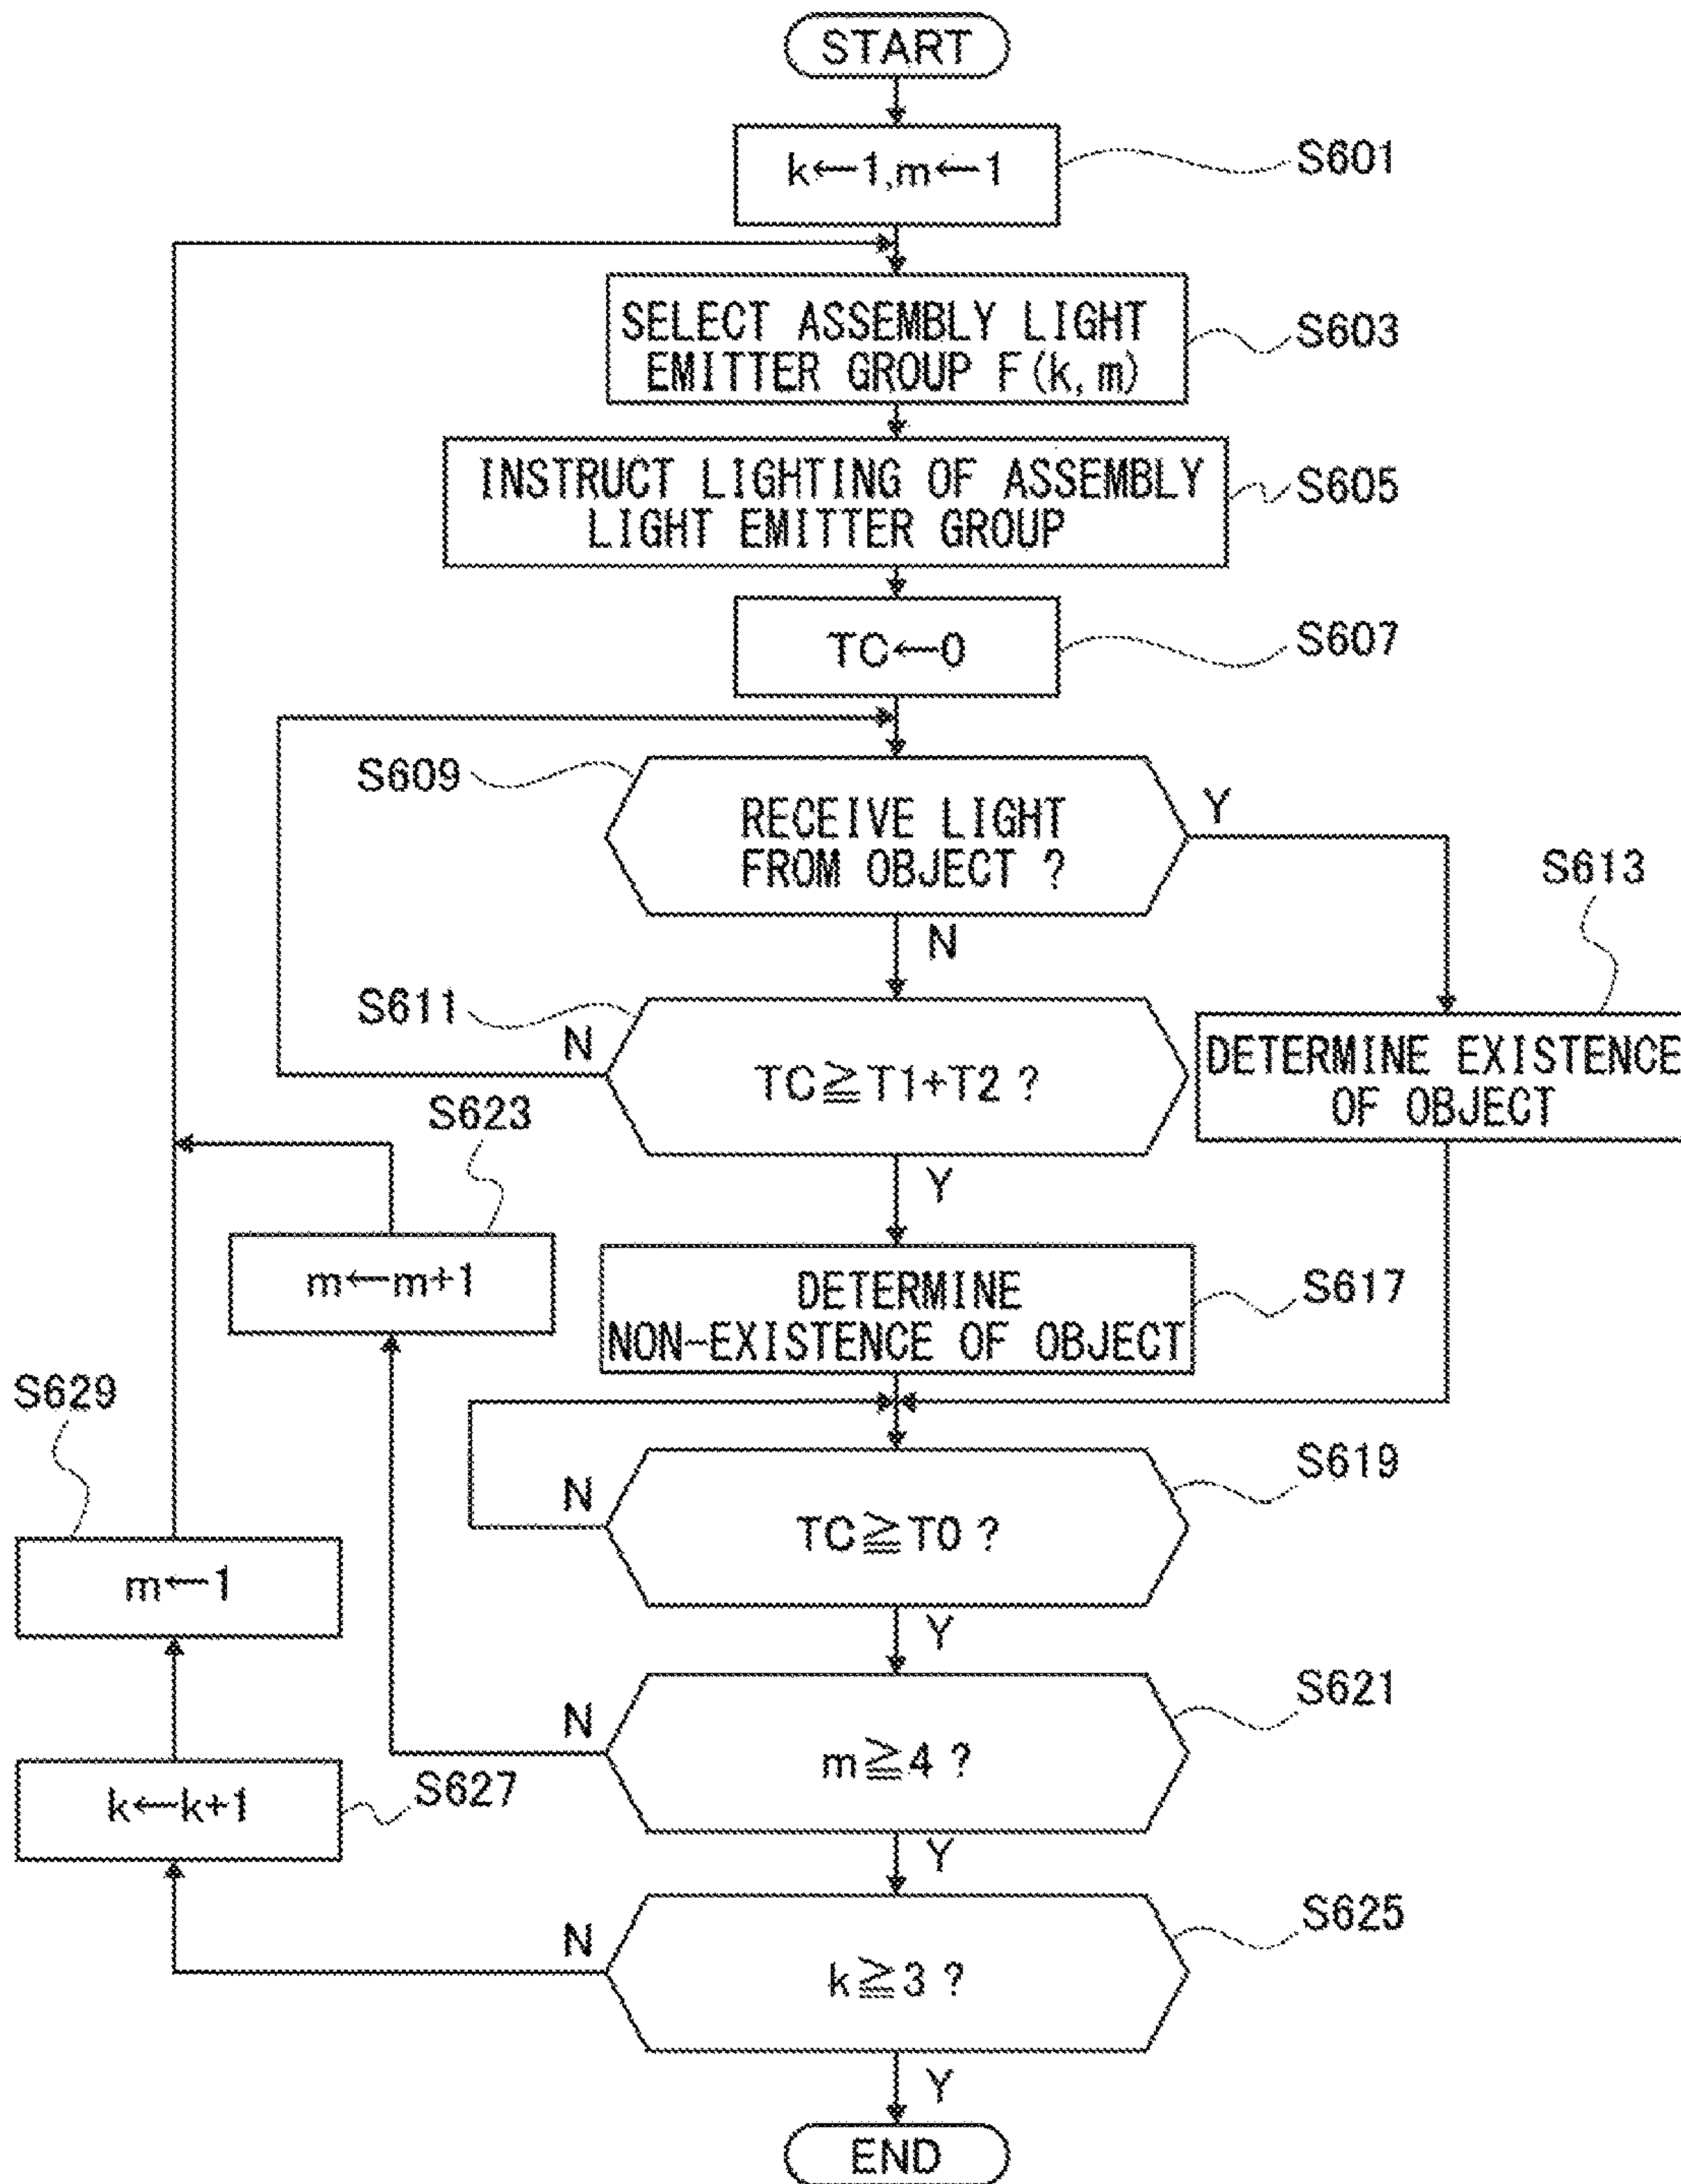 START
k←1,m←1
S601
SELECT ASSEMBLY LIGHT
EMITTER GROUP F(k,m)
S603
INSTRUCT LIGHTING OF ASSEMBLY
LIGHT EMITTER GROUP
S605
TC←0
S607
S609
RECEIVE LIGHT
FROM OBJECT ?
Y
N
S613
S611
N
TC≧T1+T2 ?
DETERMINE EXISTENCE
OF OBJECT
S623
Y
m←m+1
DETERMINE
NON-EXISTENCE OF OBJECT
S617
S629
N
TC≧T0 ?
S619
m←1
Y
N
m≧4 ?
S621
k←k+1
S627
Y
N
k≧3 ?
S625
Y
END